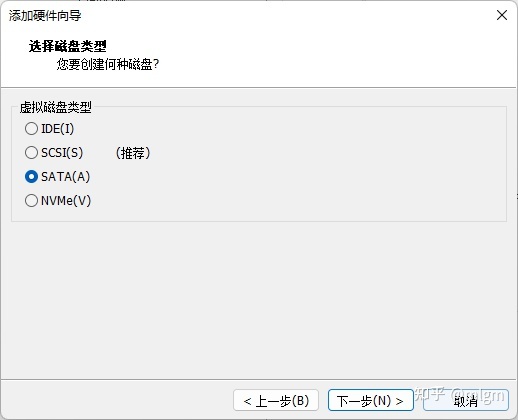 添加硬件向导
选择磁盘类型
您要创建何种磁盘?
虚拟磁盘类型
IDE(I)
SCSI(S) （推荐）
SATA(A)
NVMe(V)
< 上一步(B) 下一步(N) > 取消
知乎 @mlgm